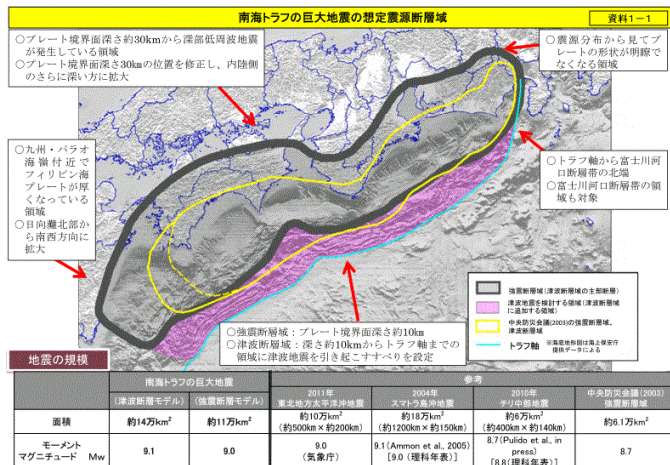 南海トラフの巨大地震の想定震源断層域
資料1-1
○プレート境界面深さ約30kmから深部低周波地震
が発生している領域
○プレート境界面深さ30kmの位置を修正し、内陸側
のさらに深い方に拡大
○震源分布から見てプ
レートの形状が明瞭で
なくなる領域
○九州・パラオ
海嶺付近で
フィリピン海
プレートが厚く
なっている
領域
○日向灘北部か
ら南西方向に
拡大
○トラフ軸から富士川河
口断層帯の北端
○富士川河口断層帯の領
域も対象
○強震断層域：プレート境界面深さ約10km
○津波断層域：深さ約10kmからトラフ軸までの
領域に津波地震を引き起こすすべりを設定
強震断層域(津波断層域の主部断層)
津波地震を検討する領域(津波断層域
に追加する領域)
中央防災会議(2003)の強震断層域、
津波断層域
トラフ軸
※海底地形図は海上保安庁
提供データによる
地震の規模
南海トラフの巨大地震
参考
(津波断層モデル)
(強震断層モデル)
2011年
東北地方太平洋沖地震
2004年
スマトラ島沖地震
2010年
チリ中部地震
中央防災会議(2003)
強震断層域
面積
約14万km²
約11万km²
約10万km²
(約500km×約200km)
約18万km²
(約1200km×約150km)
約6万km²
(約400km×約140km)
約6.1万km²
モーメント
マグニチュード Mw
9.1
9.0
9.0
(気象庁)
9.1(Ammon et al., 2005)
[9.0 (理科年表)]
8.7(Pulido et al., in
press)
[8.8(理科年表)]
8.7